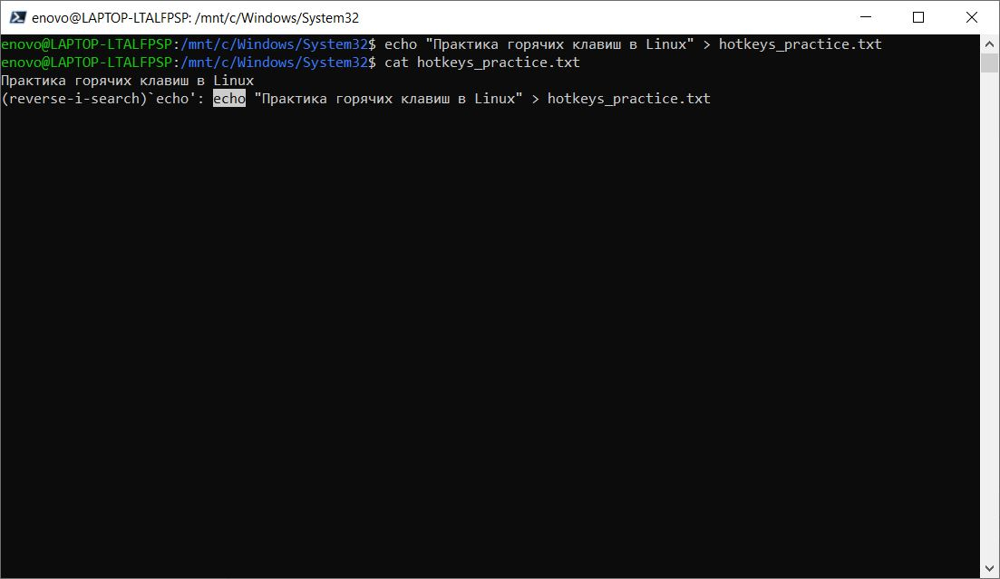 enovo@LAPTOP-LTALFPSP: /mnt/c/Windows/System32
enovo@LAPTOP-LTALFPSP:/mnt/c/Windows/System32$ echo "Практика горячих клавиш в Linux" > hotkeys_practice.txt
enovo@LAPTOP-LTALFPSP:/mnt/c/Windows/System32$ cat hotkeys_practice.txt
Практика горячих клавиш в Linux
(reverse-i-search)`echo': echo "Практика горячих клавиш в Linux" > hotkeys_practice.txt